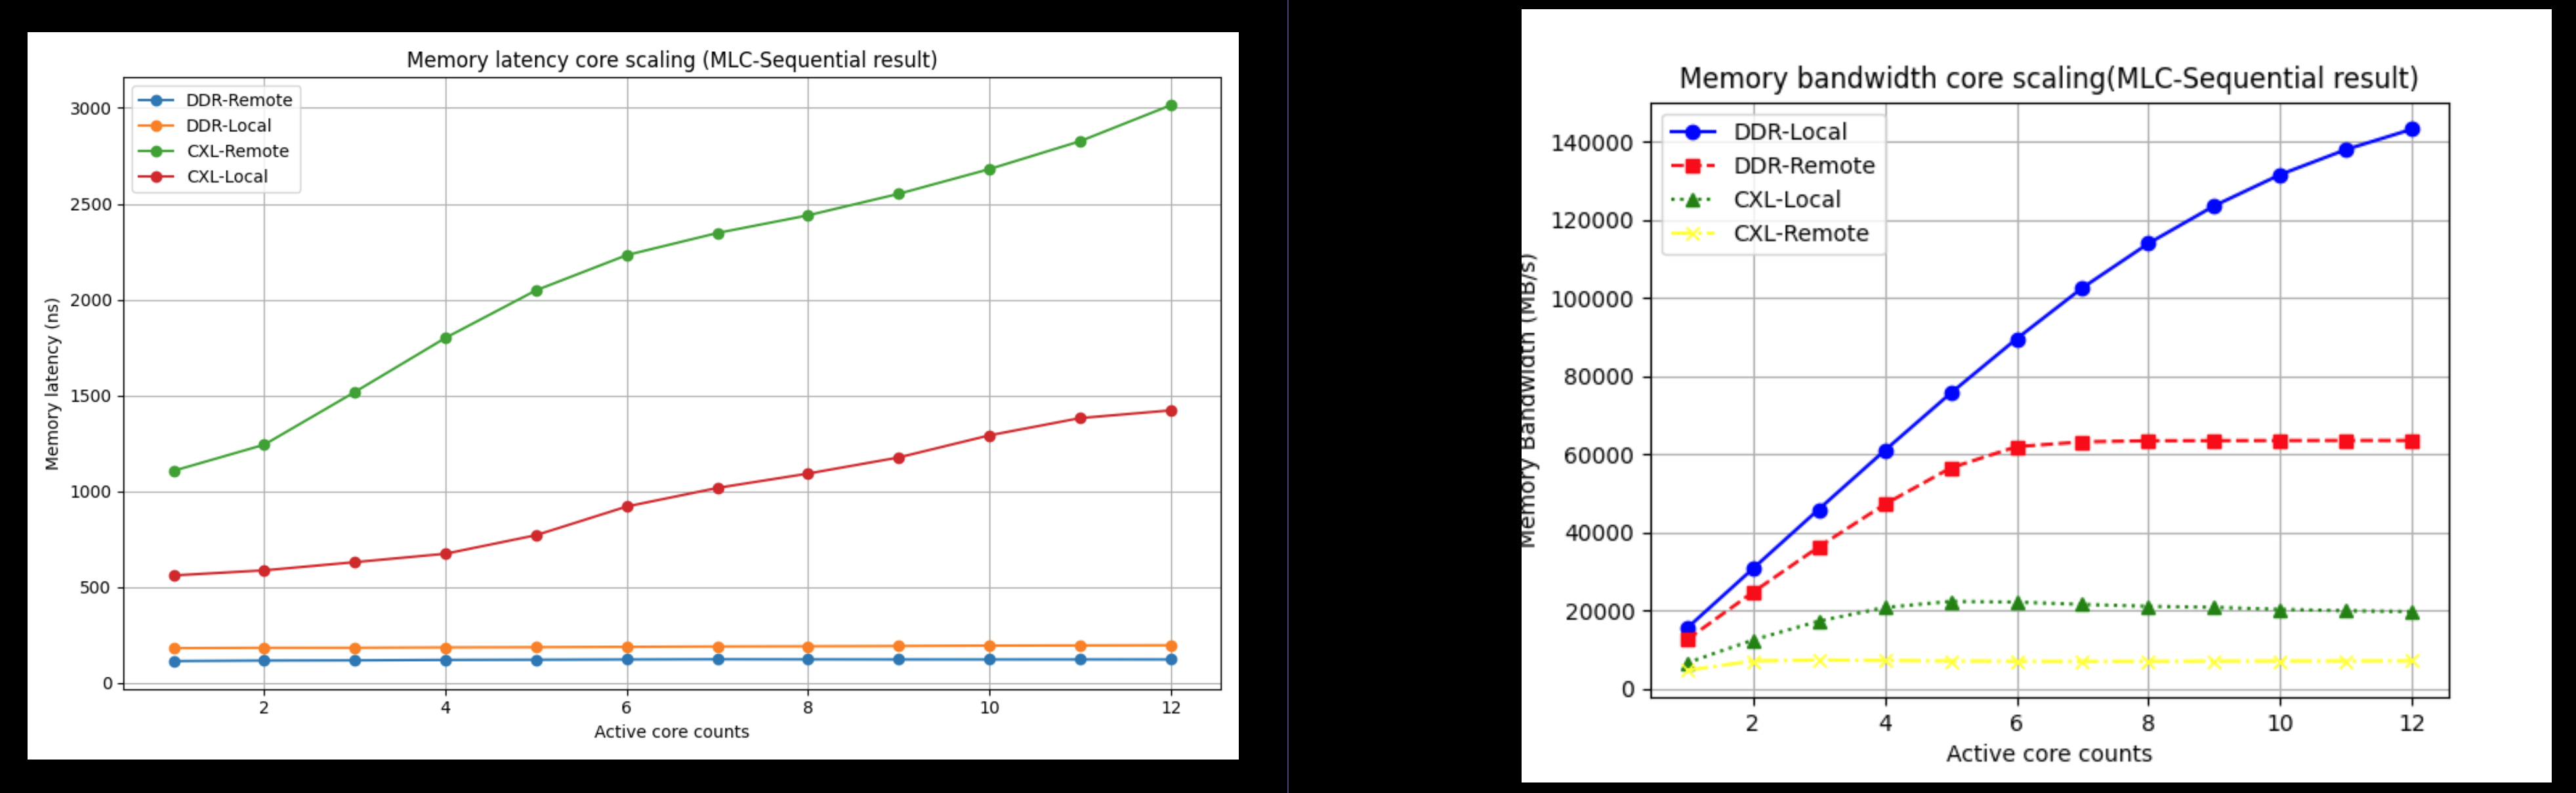 Memory latency core scaling (MLC-Sequential result)
DDR-Remote
DDR-Local
CXL-Remote
CXL-Local
3000
2500
2000
1500
1000
500
0
Memory latency (ns)
2 4 6 8 10 12
Active core counts
Memory bandwidth core scaling(MLC-Sequential result)
DDR-Local
DDR-Remote
CXL-Local
CXL-Remote
140000
120000
100000
80000
60000
40000
20000
0
Memory Bandwidth (MB/s)
2 4 6 8 10 12
Active core counts